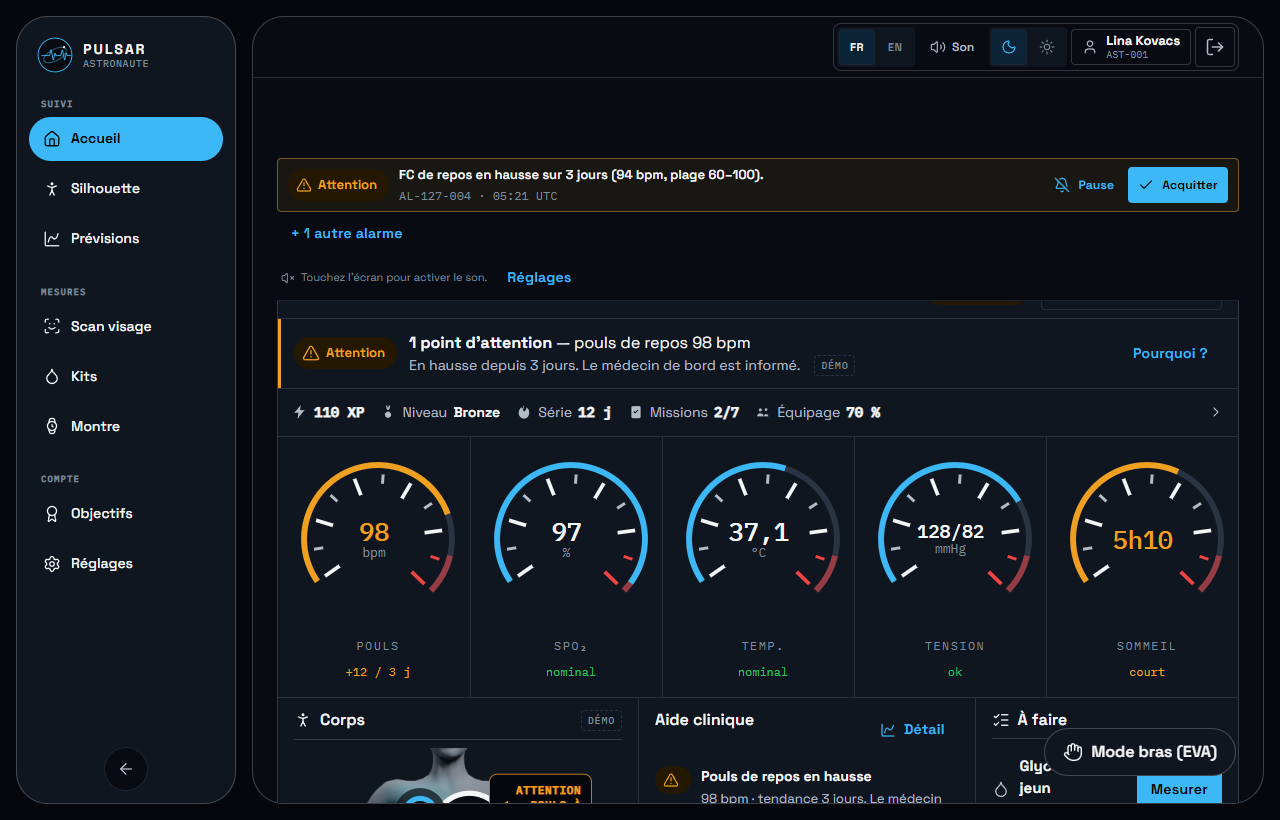 PULSAR
ASTRONAUTE
SUIVI
Accueil
Silhouette
Prévisions
MESURES
Scan visage
Kits
Montre
COMPTE
Objectifs
Réglages
FR
EN
Son
Lina Kovacs
AST-001
Attention
FC de repos en hausse sur 3 jours (94 bpm, plage 60–100).
AL-127-004 · 05:21 UTC
Pause
Acquitter
+ 1 autre alarme
Touchez l'écran pour activer le son.
Réglages
Attention
1 point d'attention — pouls de repos 98 bpm
En hausse depuis 3 jours. Le médecin de bord est informé.
DÉMO
Pourquoi ?
110 XP
Niveau Bronze
Série 12 j
Missions 2/7
Équipage 70 %
98
bpm
POULS
+12 / 3 j
97
%
SPO₂
nominal
37,1
°C
TEMP.
nominal
128/82
mmHg
TENSION
ok
5h10
SOMMEIL
court
Corps
DÉMO
ATTENTION
Aide clinique
Détail
Pouls de repos en hausse
98 bpm · tendance 3 jours. Le médecin
À faire
jeun
Mesurer
Mode bras (EVA)